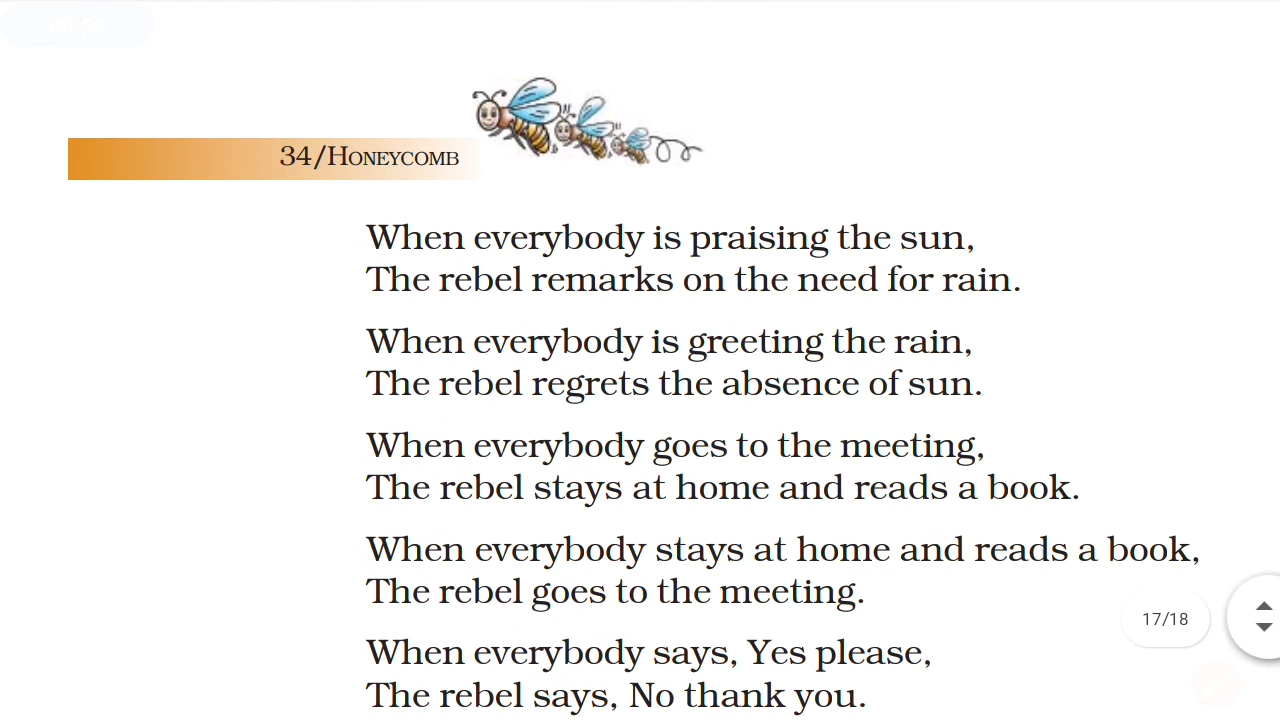 34/HONEYCOMB
When everybody is praising the sun,
The rebel remarks on the need for rain.
When everybody is greeting the rain,
The rebel regrets the absence of sun.
When everybody goes to the meeting,
The rebel stays at home and reads a book.
When everybody stays at home and reads a book,
The rebel goes to the meeting.
17/18
When everybody says, Yes please,
The rebel says, No thank you.